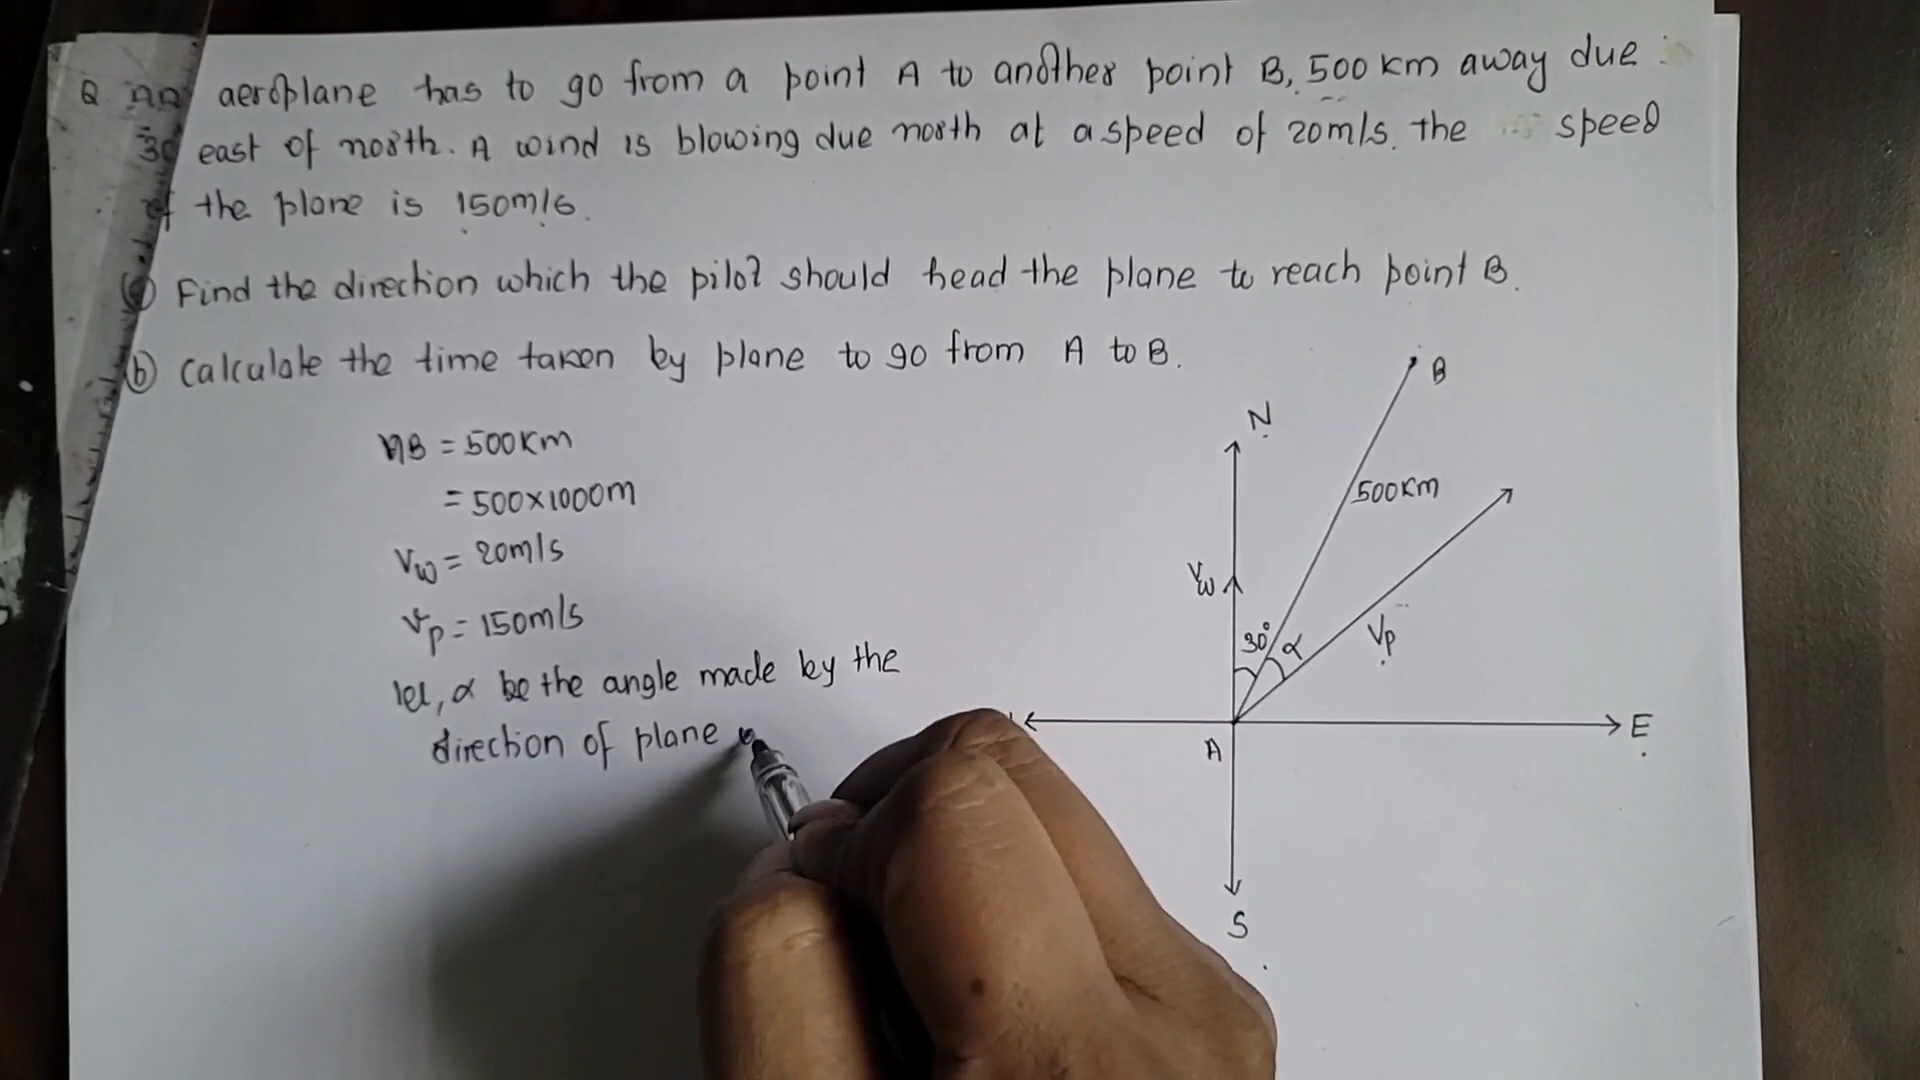 Q. An aeroplane has to go from a point A to another point B, 500 km away due
30 east of north. A wind is blowing due north at a speed of 20m/s. the speed
of the plane is 150m/s.
(a) Find the direction which the pilot should head the plane to reach point B.
(b) calculate the time taken by plane to go from A to B.
AB = 500km
= 500×1000m
Vw = 20m/s
Vp = 150m/s
let, α be the angle made by the
direction of plane
B
N
500km
Vw
30°
α
Vp
E
A
S